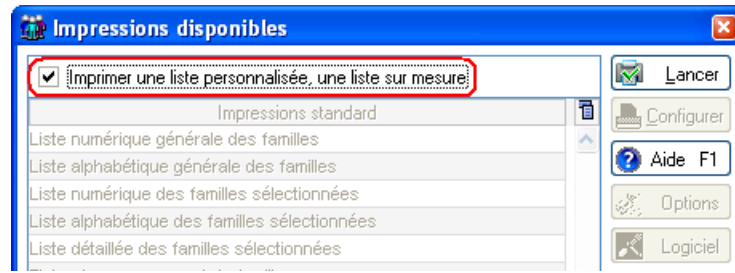 Impressions disponibles
Imprimer une liste personnalisée, une liste sur mesure
Lancer
Impressions standard
Configurer
Liste numérique générale des familles
Liste alphabétique générale des familles
Aide F1
Liste numérique des familles sélectionnées
Options
Liste alphabétique des familles sélectionnées
Liste détaillée des familles sélectionnées
Logiciel